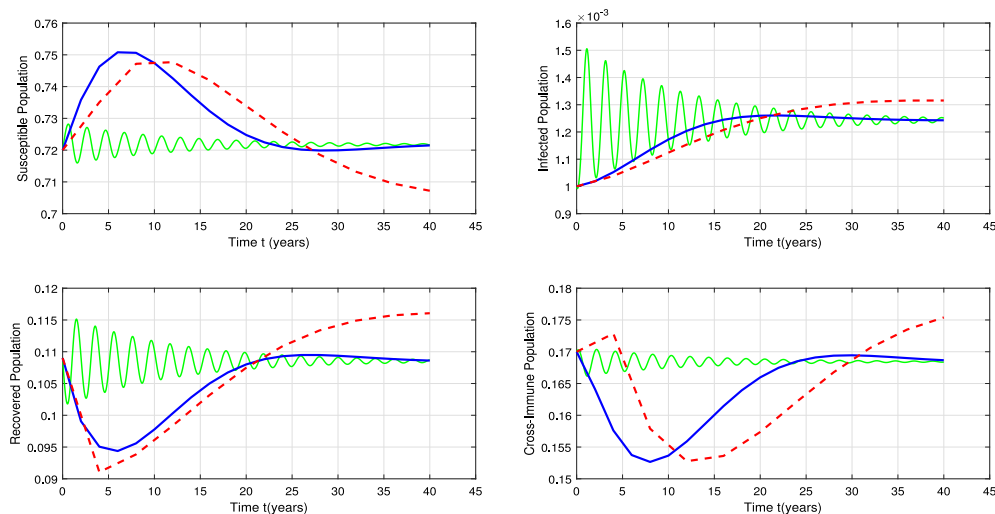 Susceptible Population
0.76
0.75
0.74
0.73
0.72
0.71
0.7
0 5 10 15 20 25 30 35 40 45
Time t (years)
×10⁻³
Infected Population
1.6
1.5
1.4
1.3
1.2
1.1
1
0.9
0 5 10 15 20 25 30 35 40 45
Time t(years)
Recovered Population
0.12
0.115
0.11
0.105
0.1
0.095
0.09
0 5 10 15 20 25 30 35 40 45
Time t(years)
Cross-Immune Population
0.18
0.175
0.17
0.165
0.16
0.155
0.15
0 5 10 15 20 25 30 35 40 45
Time t(years)